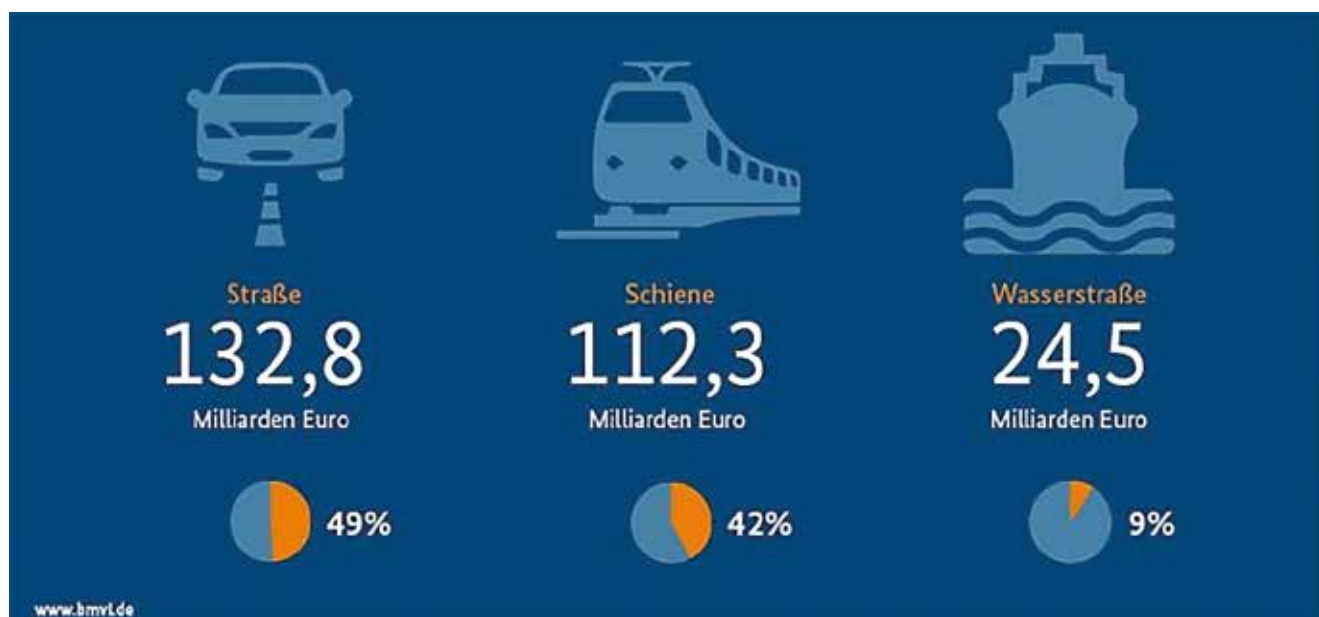 Straße
132,8
Milliarden Euro
49%
Schiene
112,3
Milliarden Euro
42%
Wasserstraße
24,5
Milliarden Euro
9%
www.bmvi.de